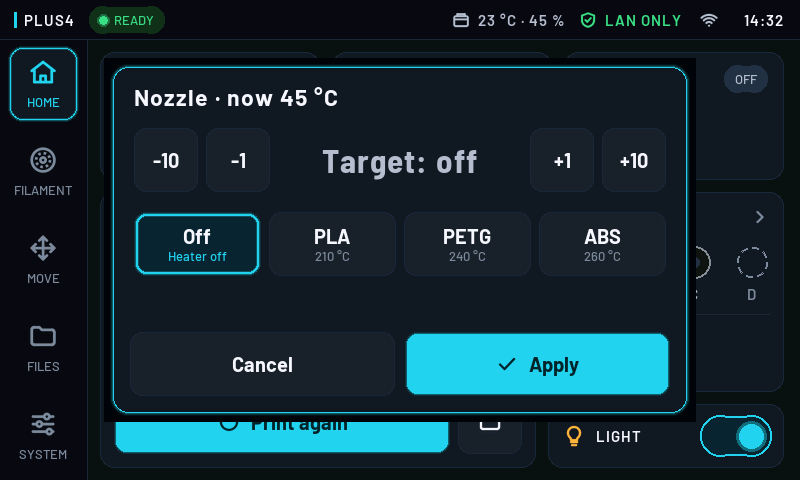 PLUS4
READY
23 °C · 45 %
LAN ONLY
14:32
HOME
FILAMENT
MOVE
FILES
SYSTEM
OFF
Nozzle · now 45 °C
-10
-1
Target: off
+1
+10
Off
Heater off
PLA
210 °C
PETG
240 °C
ABS
260 °C
D
Cancel
Apply
Print again
LIGHT